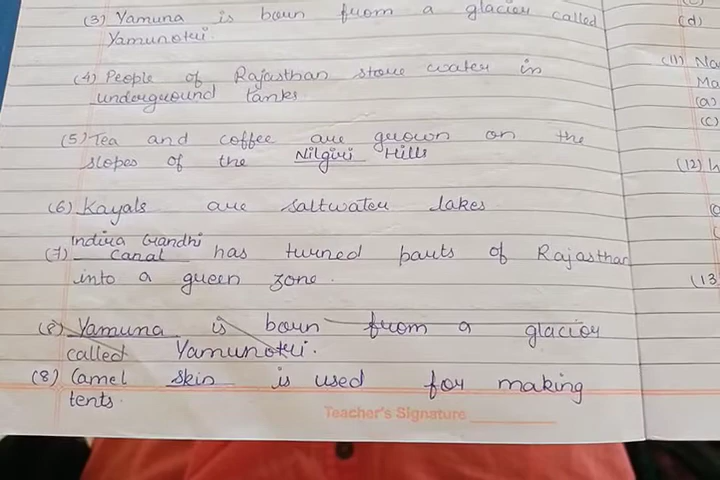 (3) Yamuna is born from a glacier called
Yamunotri.
(4) People of Rajasthan store water in
underground tanks.
(5) Tea and coffee are grown on the
slopes of the Nilgiri Hills
(6) Kayals are saltwater lakes
Indira Gandhi
(7) Canal has turned parts of Rajasthan
into a green zone.
(8) Yamuna is born from a glacier
called Yamunotri.
(8) Camel skin is used for making
tents.
Teacher's Signature
(d)
(11) Na
Ma
(a)
(c)
(12) In
(13